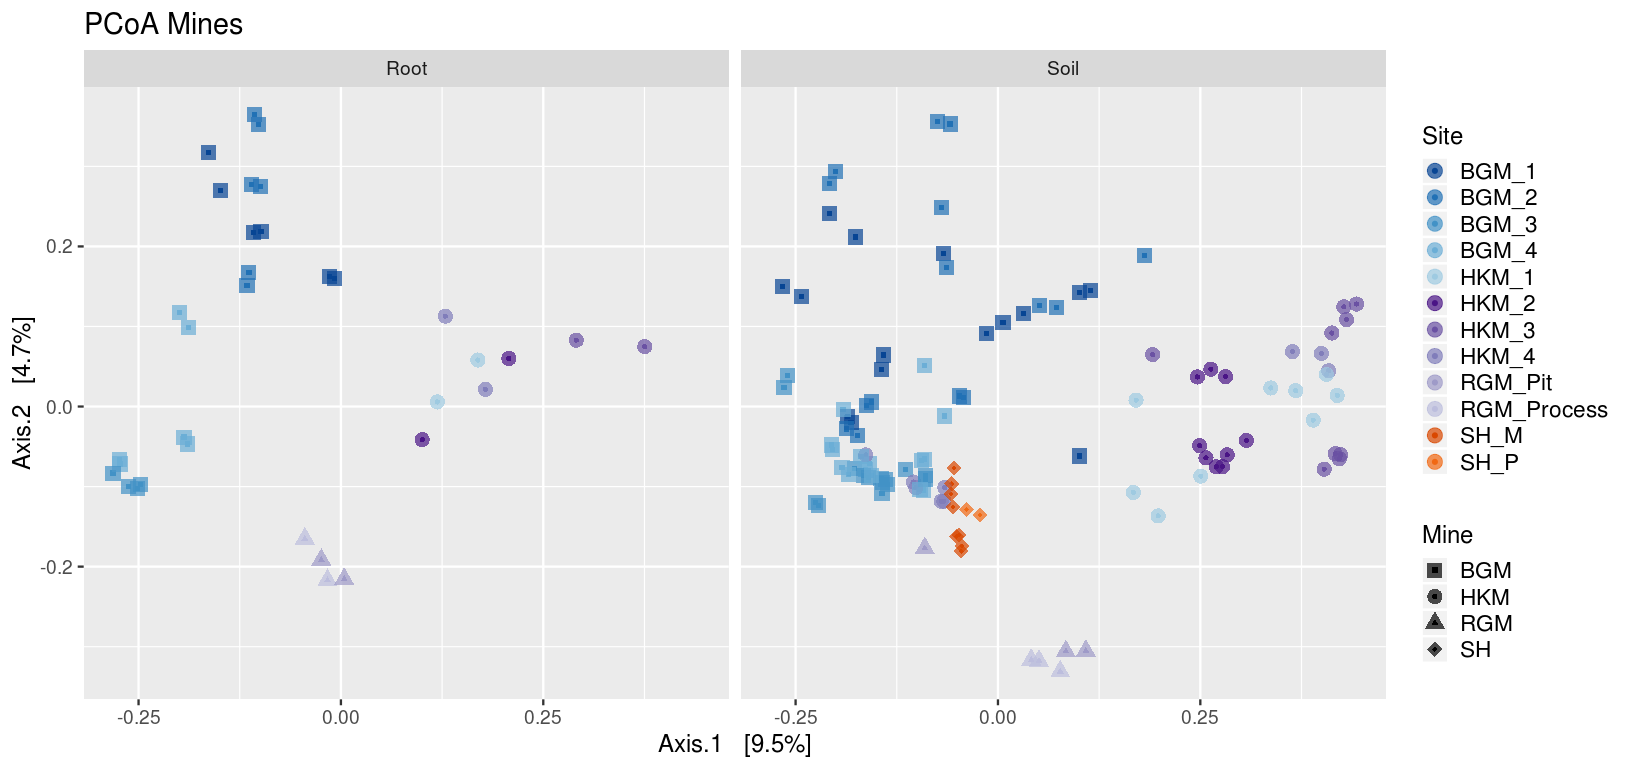 PCoA Mines
Root
Soil
0.2
0.0
-0.2
Axis.2 [4.7%]
-0.25
0.00
0.25
-0.25
0.00
0.25
Axis.1 [9.5%]
Site
BGM_1
BGM_2
BGM_3
BGM_4
HKM_1
HKM_2
HKM_3
HKM_4
RGM_Pit
RGM_Process
SH_M
SH_P
Mine
BGM
HKM
RGM
SH